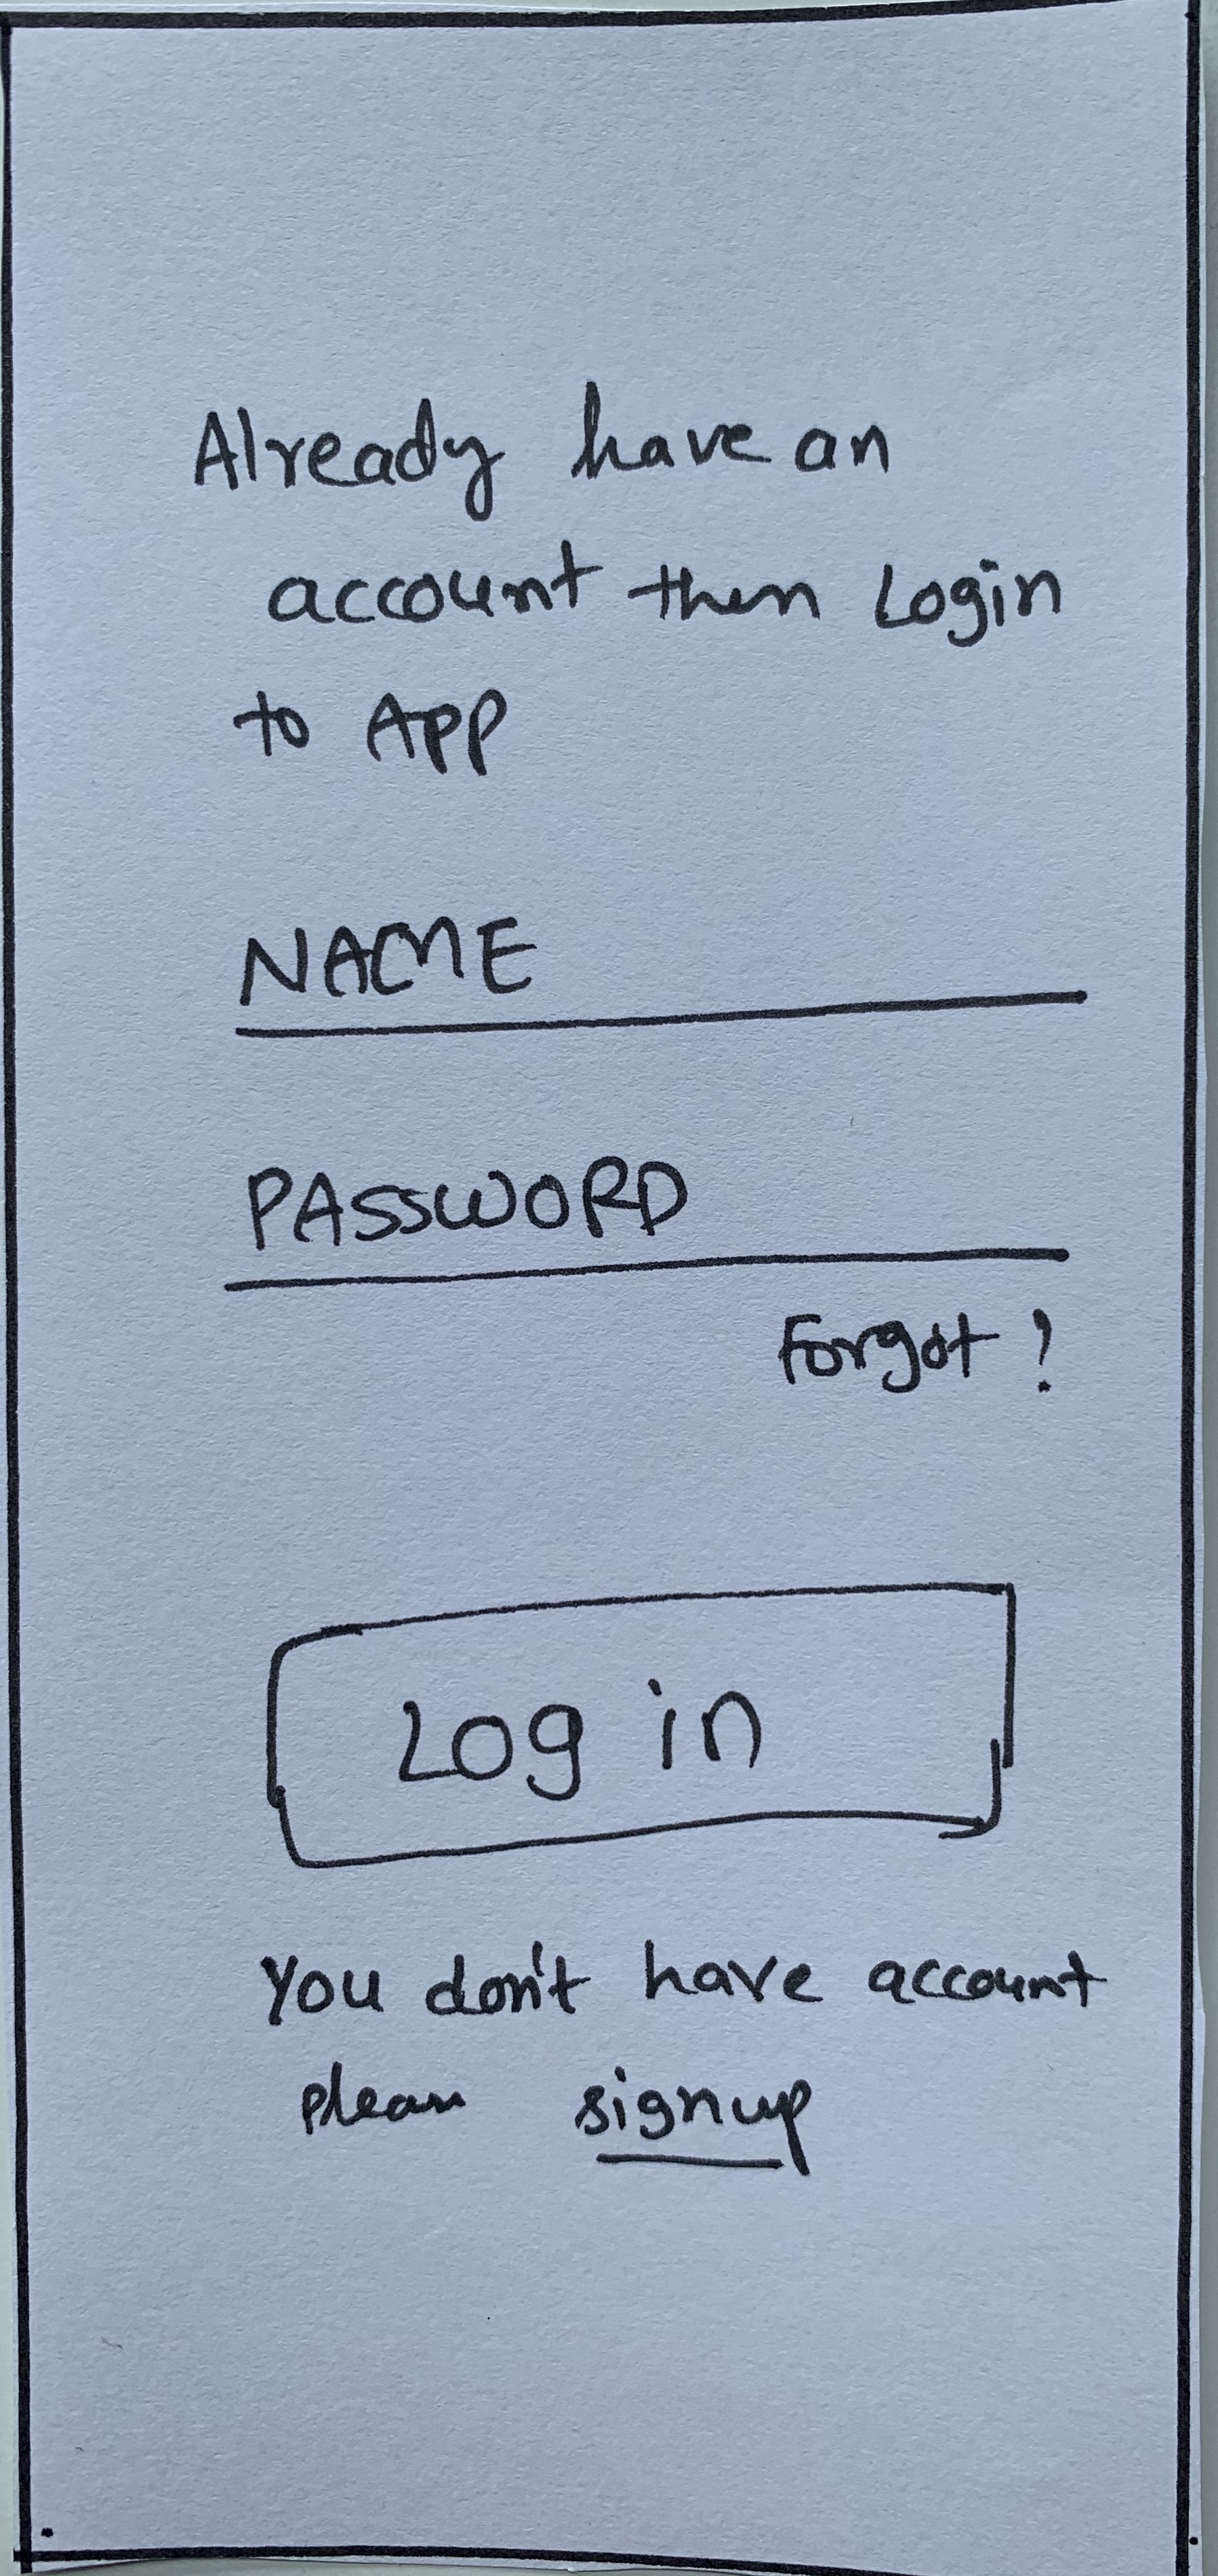 Already have an
account then Login
to App
NAME
PASSWORD
Forgot !
Log in
You don't have account
please signup